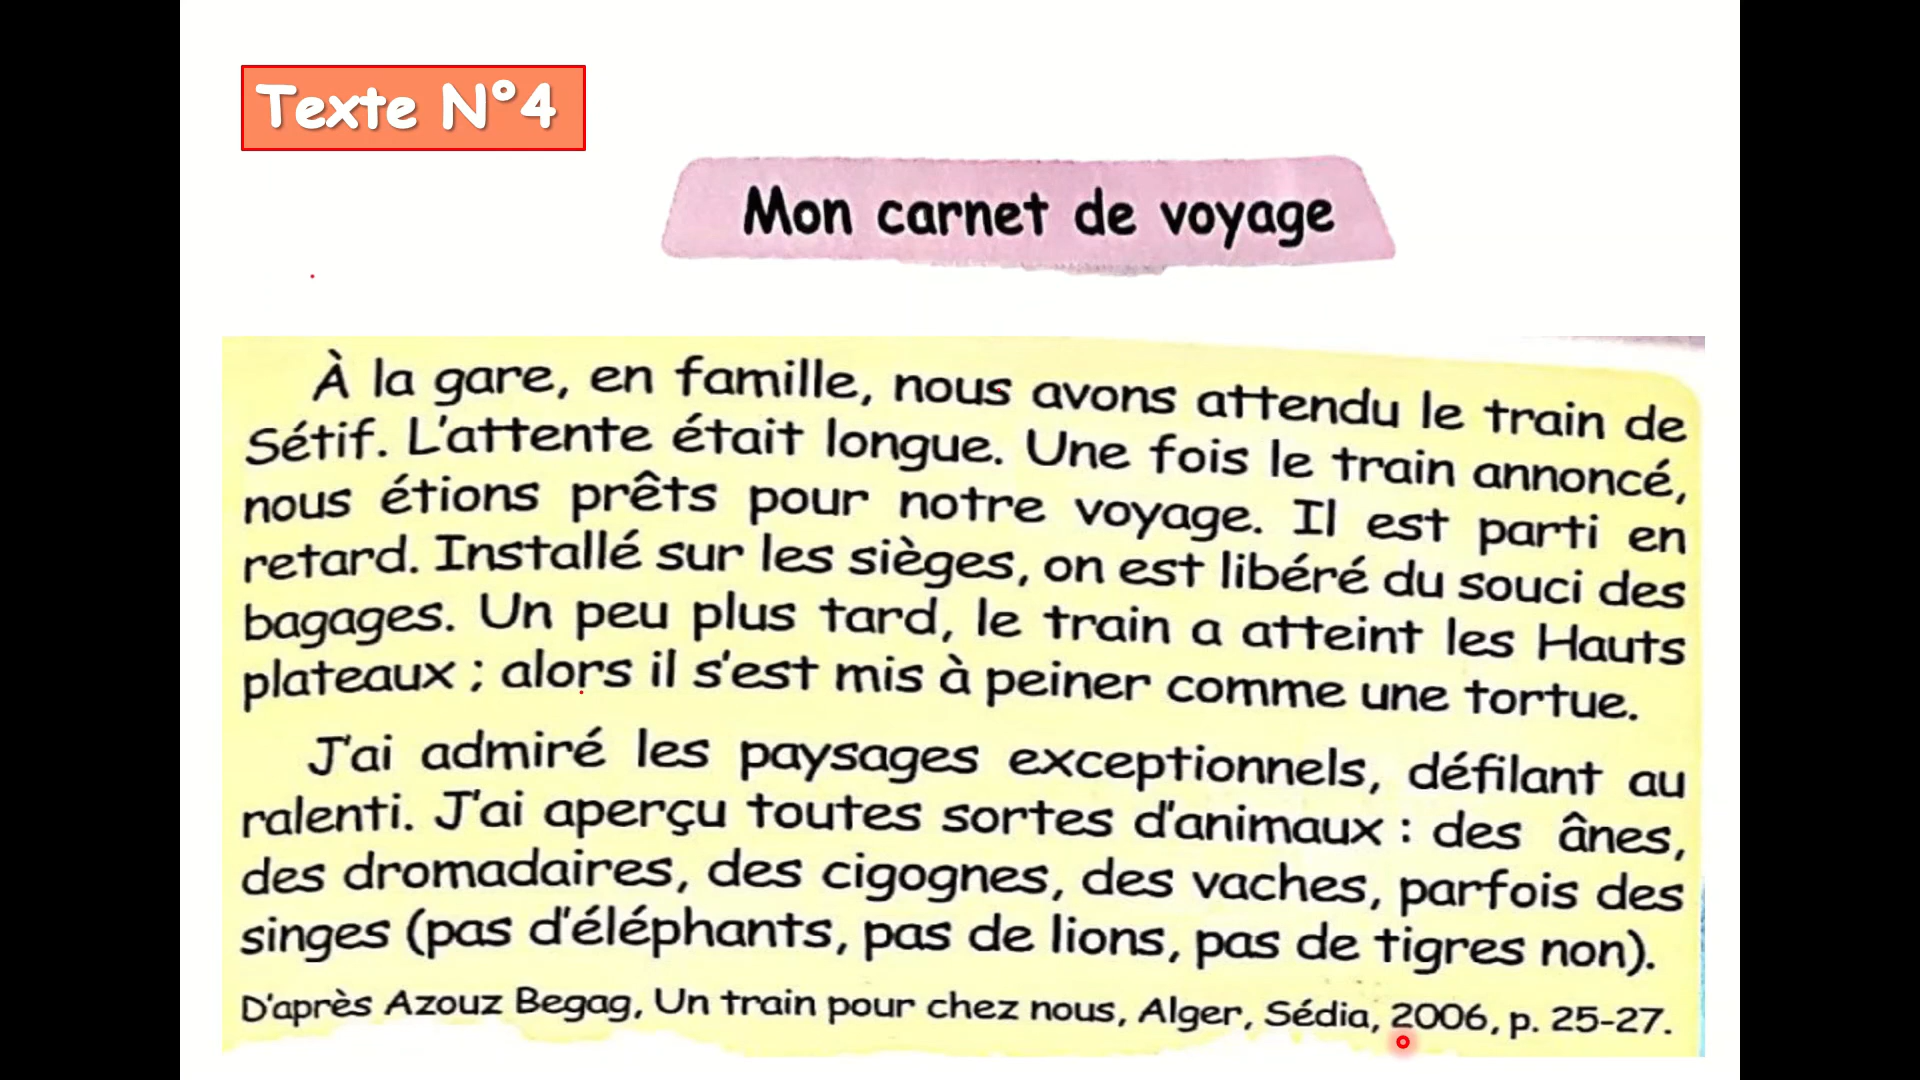 Texte N°4
Mon carnet de voyage
À la gare, en famille, nous avons attendu le train de
Sétif. L'attente était longue. Une fois le train annoncé,
nous étions prêts pour notre voyage. Il est parti en
retard. Installé sur les sièges, on est libéré du souci des
bagages. Un peu plus tard, le train a atteint les Hauts
plateaux ; alors il s'est mis à peiner comme une tortue.
J'ai admiré les paysages exceptionnels, défilant au
ralenti. J'ai aperçu toutes sortes d'animaux : des ânes,
des dromadaires, des cigognes, des vaches, parfois des
singes (pas d'éléphants, pas de lions, pas de tigres non).
D'après Azouz Begag, Un train pour chez nous, Alger, Sédia, 2006, p. 25-27.